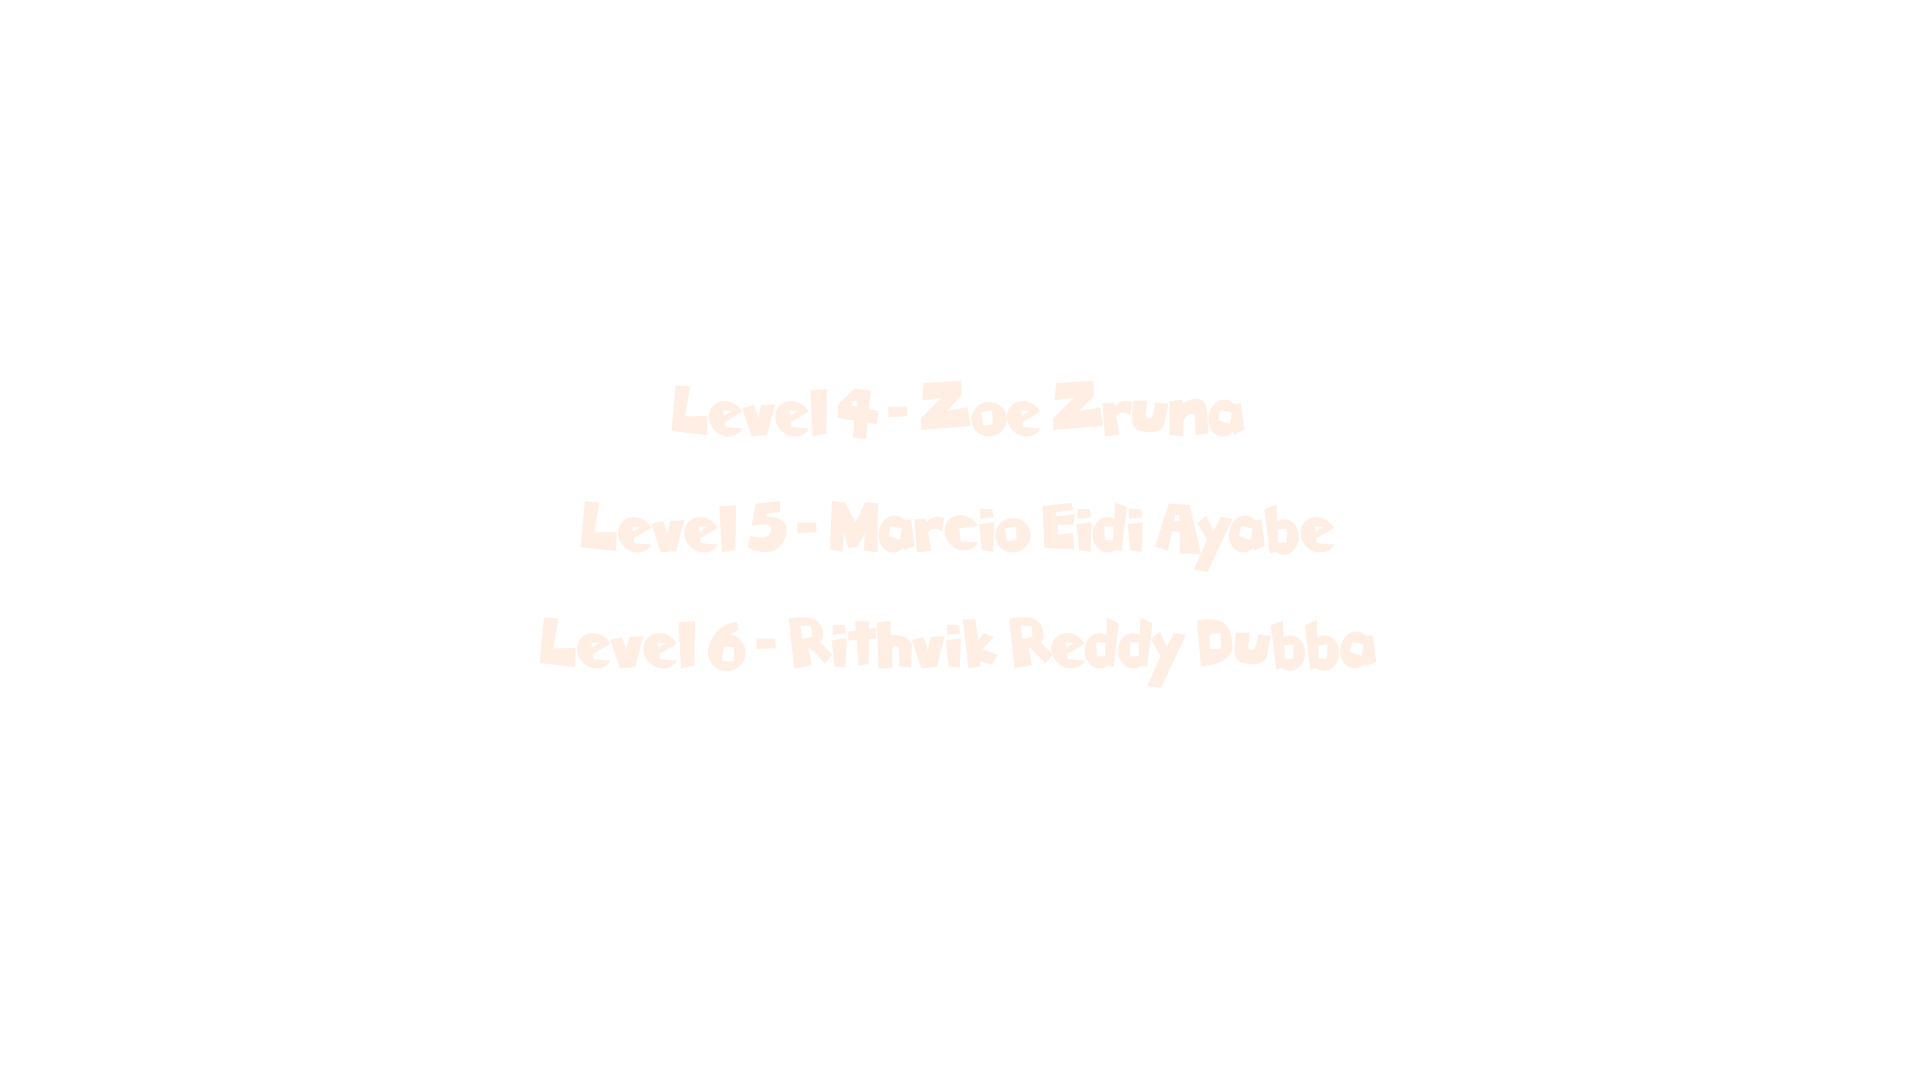 Level 4 - Zoe Zruna
Level 5 - Marcio Eidi Ayabe
Level 6 - Rithvik Reddy Dubba